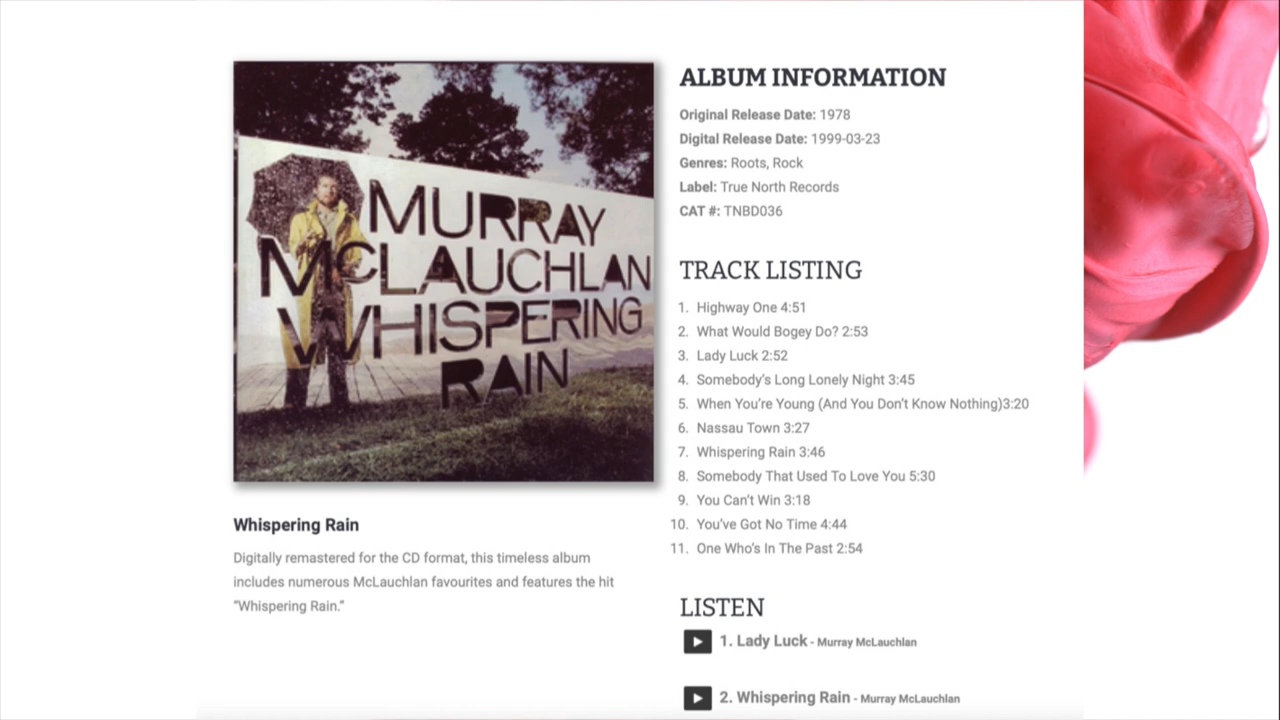 MURRAY
McLAUCHLAN
WHISPERING
RAIN
Whispering Rain
Digitally remastered for the CD format, this timeless album
includes numerous McLauchlan favourites and features the hit
“Whispering Rain.”
ALBUM INFORMATION
Original Release Date: 1978
Digital Release Date: 1999-03-23
Genres: Roots, Rock
Label: True North Records
CAT #: TNBD036
TRACK LISTING
1. Highway One 4:51
2. What Would Bogey Do? 2:53
3. Lady Luck 2:52
4. Somebody’s Long Lonely Night 3:45
5. When You’re Young (And You Don’t Know Nothing)3:20
6. Nassau Town 3:27
7. Whispering Rain 3:46
8. Somebody That Used To Love You 5:30
9. You Can’t Win 3:18
10. You’ve Got No Time 4:44
11. One Who’s In The Past 2:54
LISTEN
1. Lady Luck - Murray McLauchlan
2. Whispering Rain - Murray McLauchlan